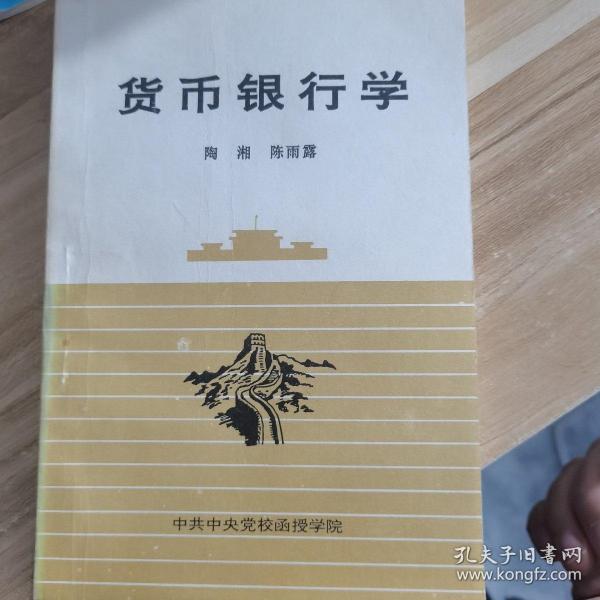 货币银行学
陶湘 陈雨露
中共中央党校函授学院
孔夫子旧书网
www.kongfz.com